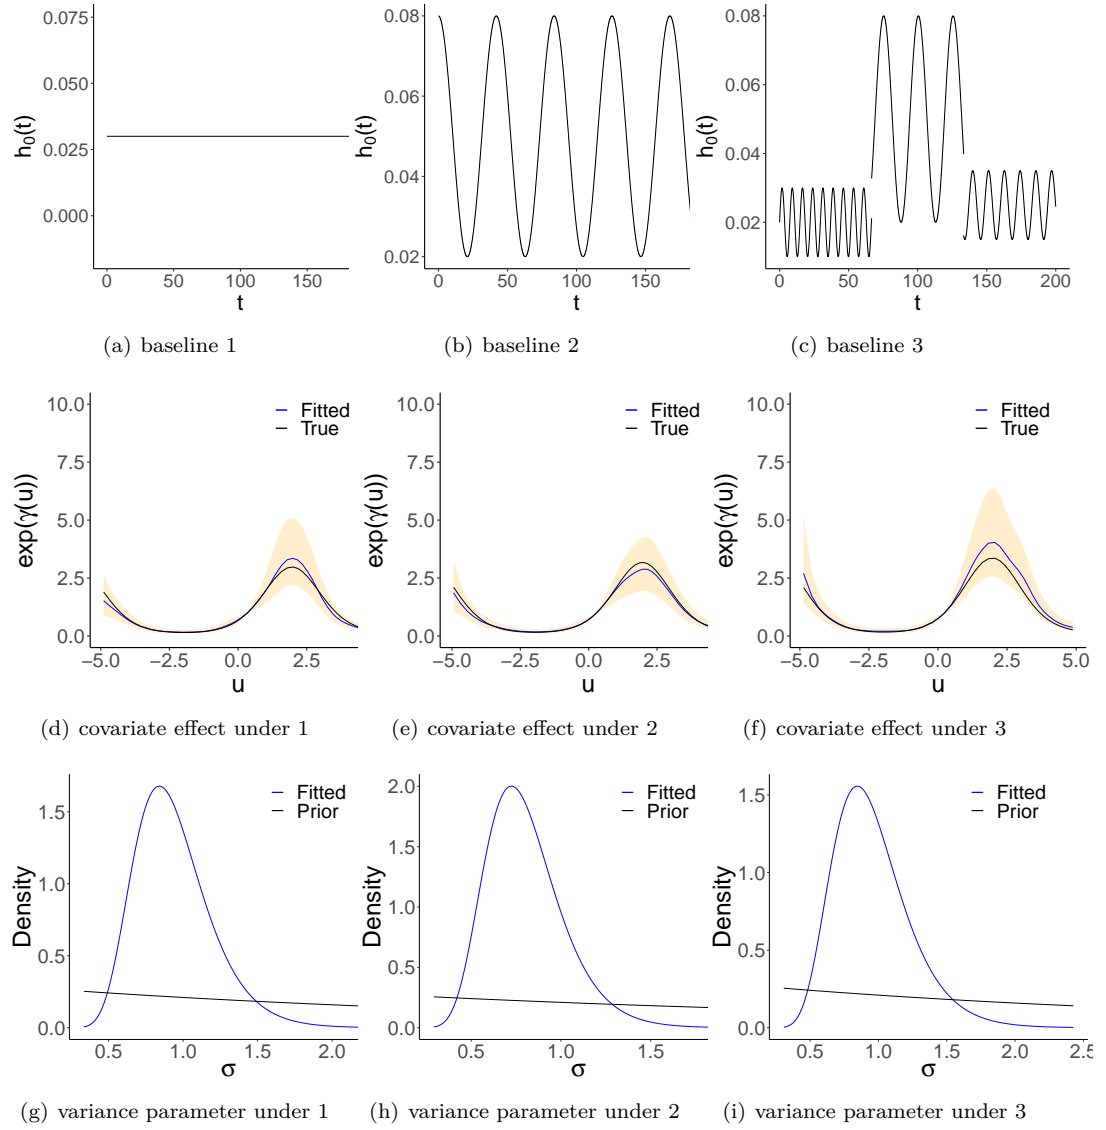 0.075
0.050
0.025
0.000
h₀(t)
0 50 100 150
t
(a) baseline 1
0.08
0.06
0.04
0.02
h₀(t)
0 50 100 150
t
(b) baseline 2
0.08
0.06
0.04
0.02
h₀(t)
0 50 100 150 200
t
(c) baseline 3
10.0
7.5
5.0
2.5
0.0
exp(γ(u))
Fitted
True
−5.0 −2.5 0.0 2.5
u
(d) covariate effect under 1
10.0
7.5
5.0
2.5
0.0
exp(γ(u))
Fitted
True
−5.0 −2.5 0.0 2.5
u
(e) covariate effect under 2
10.0
7.5
5.0
2.5
0.0
exp(γ(u))
Fitted
True
−5.0 −2.5 0.0 2.5 5.0
u
(f) covariate effect under 3
1.5
1.0
0.5
0.0
Density
Fitted
Prior
0.5 1.0 1.5 2.0
σ
(g) variance parameter under 1
2.0
1.5
1.0
0.5
0.0
Density
Fitted
Prior
0.5 1.0 1.5
σ
(h) variance parameter under 2
1.5
1.0
0.5
0.0
Density
Fitted
Prior
0.5 1.0 1.5 2.0 2.5
σ
(i) variance parameter under 3